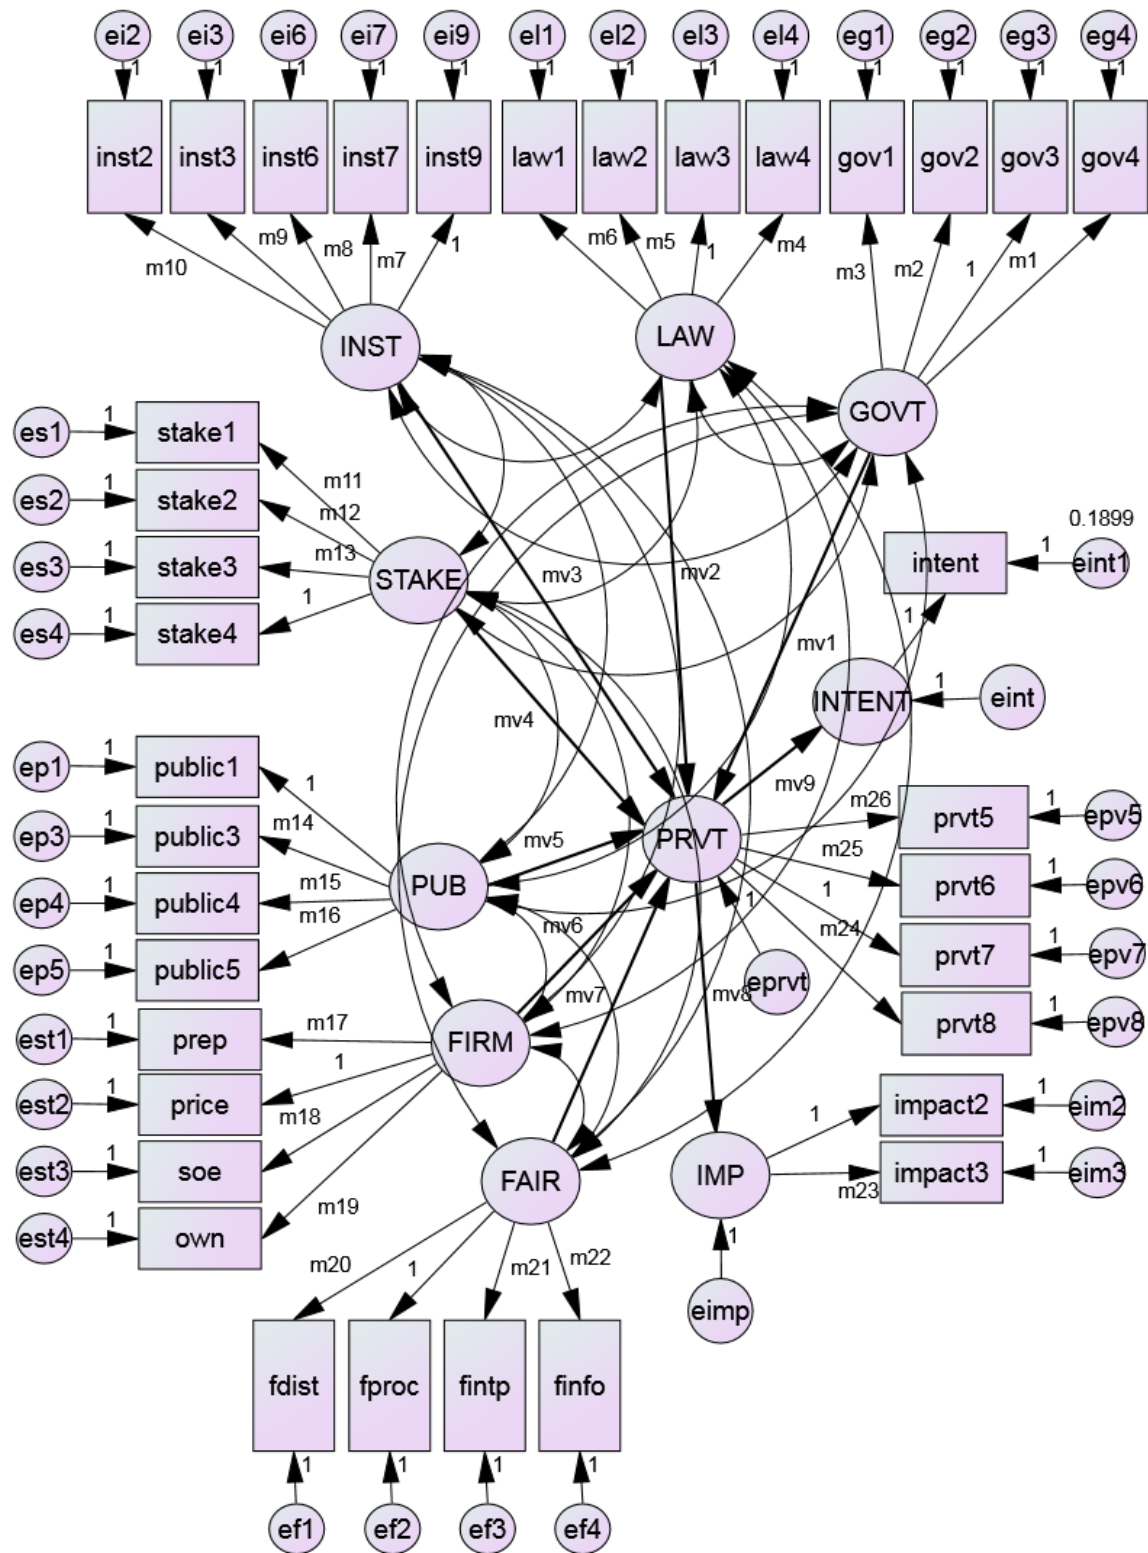 ei2 ei3 ei6 ei7 ei9 el1 el2 el3 el4 eg1 eg2 eg3 eg4
1 1 1 1 1 1 1 1 1 1 1 1 1
inst2 inst3 inst6 inst7 inst9 law1 law2 law3 law4 gov1 gov2 gov3 gov4
m10 m9 m8 m7 1 m6 m5 1 m4 m3 m2 1 m1
INST LAW
GOVT
es1 1 stake1
m11
es2 1 stake2
m12
es3 1 stake3
m13
es4 1 stake4
1
STAKE
mv3 mv2
0.1899
intent 1 eint1
1
mv1
INTENT 1 eint
mv4
mv9
ep1 1 public1
1
ep3 1 public3
m14
ep4 1 public4
m15
ep5 1 public5
m16
PUB
mv5
PRVT
m26 prvt5 1 epv5
m25 prvt6 1 epv6
1 prvt7 1 epv7
m24 prvt8 1 epv8
1
eprvt
mv6
mv7
mv8
est1 1 prep
m17
est2 1 price
1
est3 1 soe
m18
est4 1 own
m19
FIRM
FAIR
IMP
1 impact2 1 eim2
m23 impact3 1 eim3
1
eimp
m20 1 m21 m22
fdist fproc fintp finfo
1 1 1 1
ef1 ef2 ef3 ef4